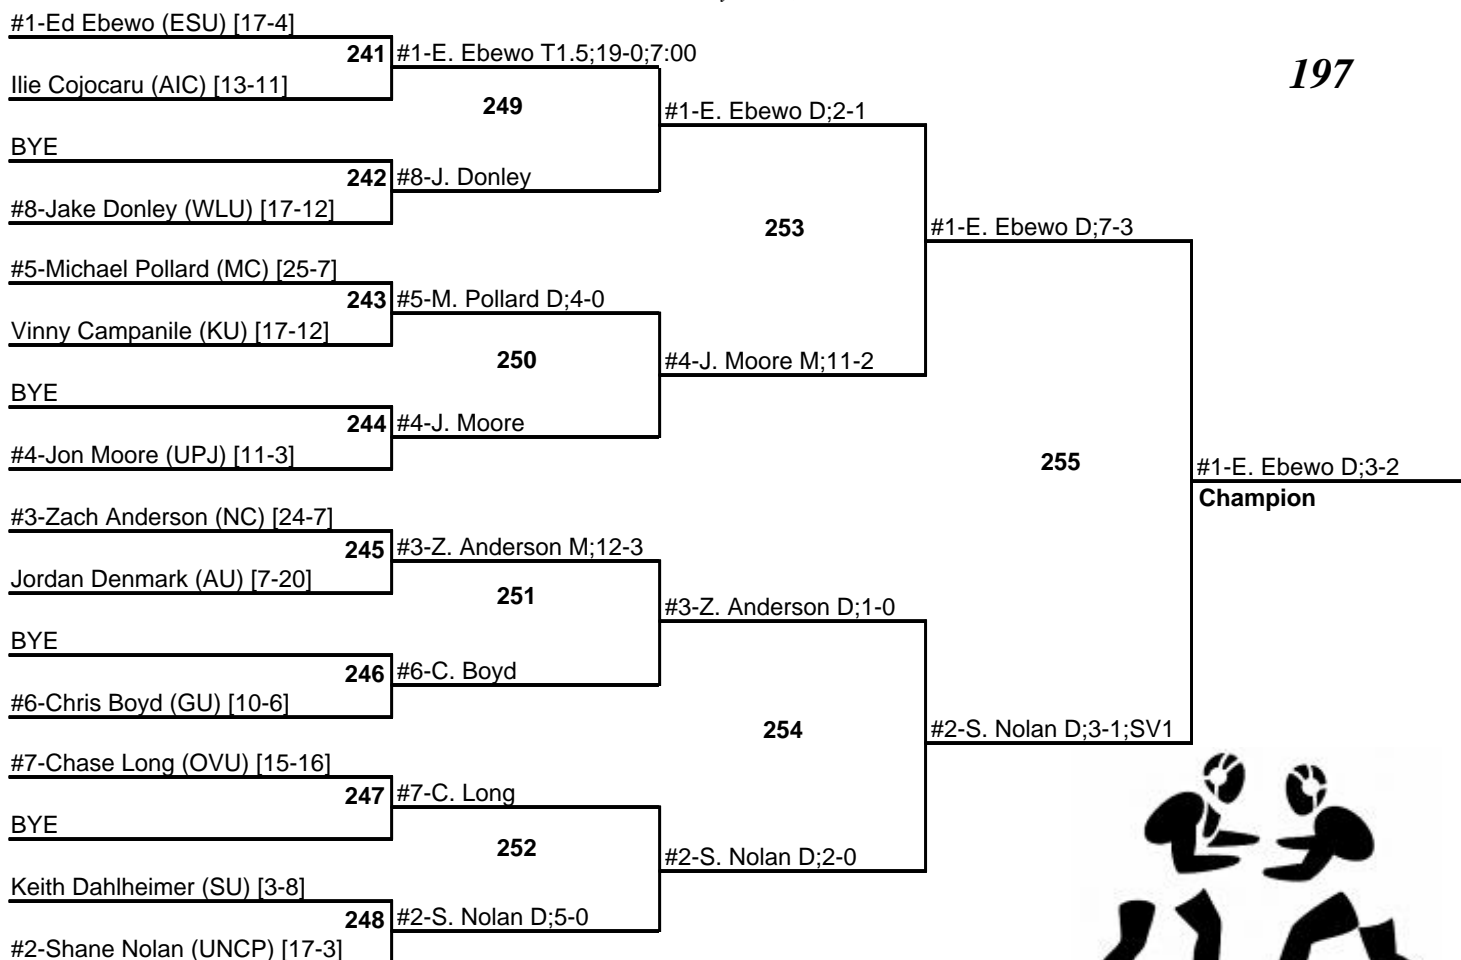 #1-Ed Ebewo (ESU) [17-4]
241 #1-E. Ebewo T1.5;19-0;7:00
197
Ilie Cojocaru (AIC) [13-11]
249
#1-E. Ebewo D;2-1
BYE
242 #8-J. Donley
#8-Jake Donley (WLU) [17-12]
253
#1-E. Ebewo D;7-3
#5-Michael Pollard (MC) [25-7]
243 #5-M. Pollard D;4-0
Vinny Campanile (KU) [17-12]
250
#4-J. Moore M;11-2
BYE
244 #4-J. Moore
#4-Jon Moore (UPJ) [11-3]
255
#1-E. Ebewo D;3-2
Champion
#3-Zach Anderson (NC) [24-7]
245 #3-Z. Anderson M;12-3
Jordan Denmark (AU) [7-20]
251
#3-Z. Anderson D;1-0
BYE
246 #6-C. Boyd
#6-Chris Boyd (GU) [10-6]
254
#2-S. Nolan D;3-1;SV1
#7-Chase Long (OVU) [15-16]
247 #7-C. Long
BYE
252
#2-S. Nolan D;2-0
Keith Dahlheimer (SU) [3-8]
248 #2-S. Nolan D;5-0
#2-Shane Nolan (UNCP) [17-3]